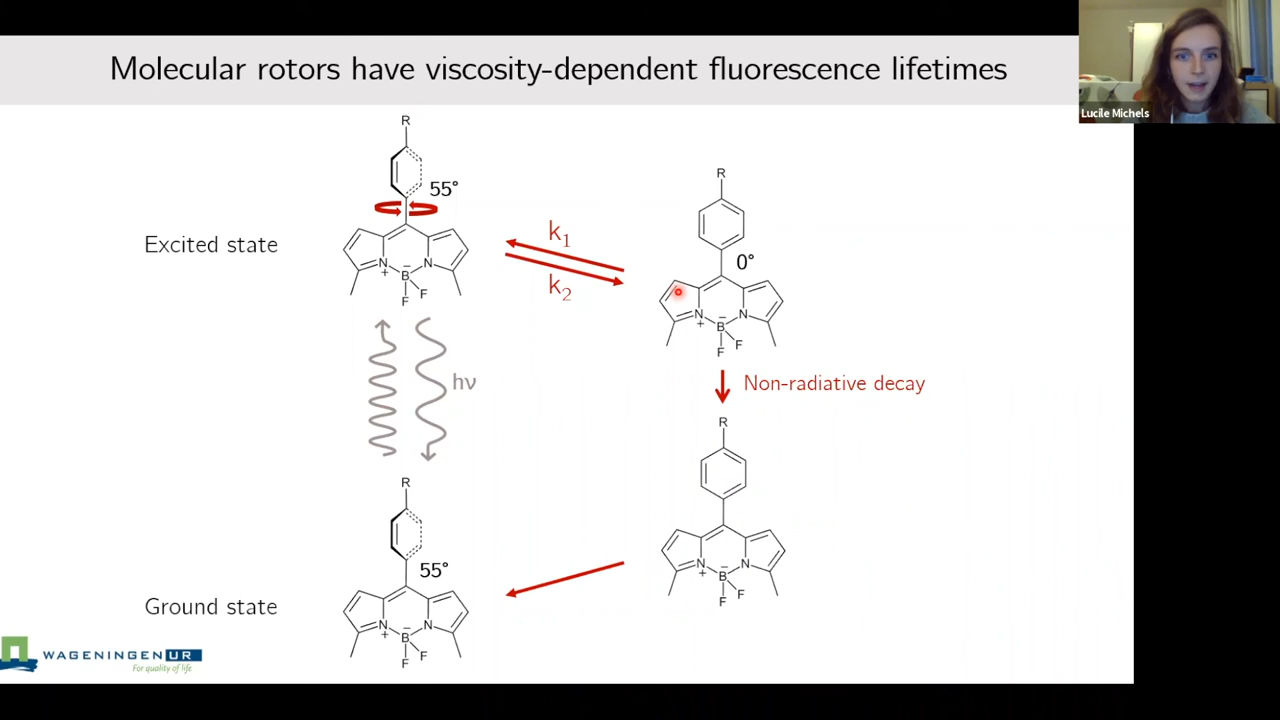 Molecular rotors have viscosity-dependent fluorescence lifetimes
Lucile Michels
R
55°
N
+
B
−
N
F
F
Excited state
k1
k2
R
0°
N
+
B
−
N
F
F
hν
Non-radiative decay
R
N
+
B
−
N
F
F
R
55°
N
+
B
−
N
F
F
Ground state
WAGENINGEN UR
For quality of life